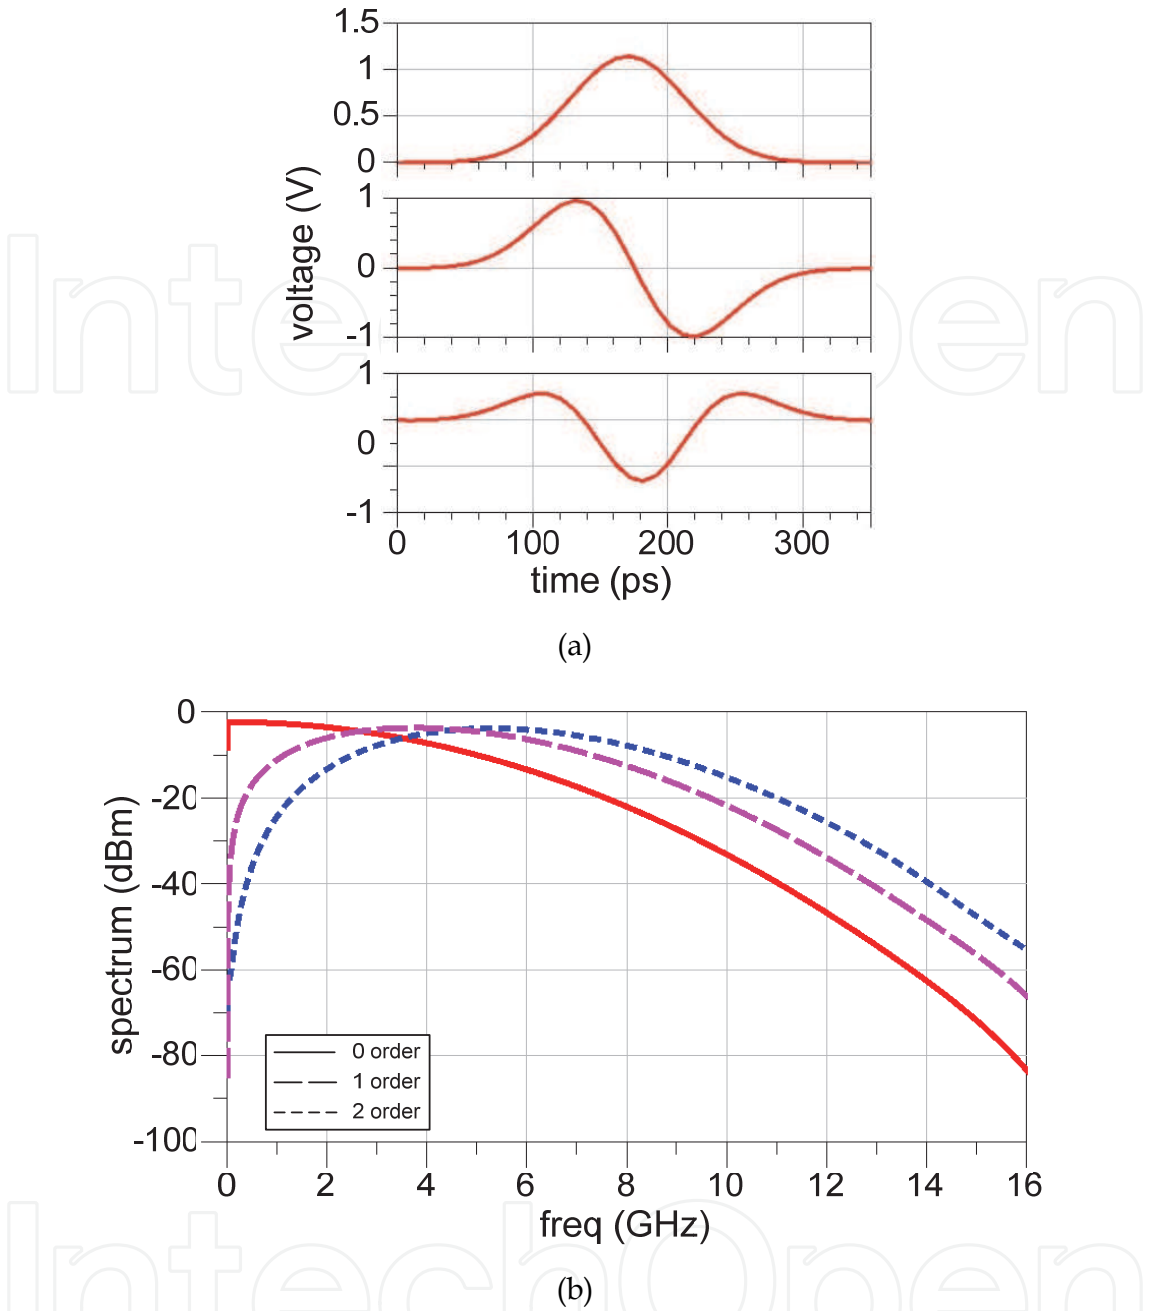 1.5
1
0.5
0
1
0
-1
1
0
-1
voltage (V)
0 100 200 300
time (ps)
(a)
0
-20
-40
-60
-80
-100
spectrum (dBm)
0 order
1 order
2 order
0 2 4 6 8 10 12 14 16
freq (GHz)
(b)
IntechOpen
IntechOpen